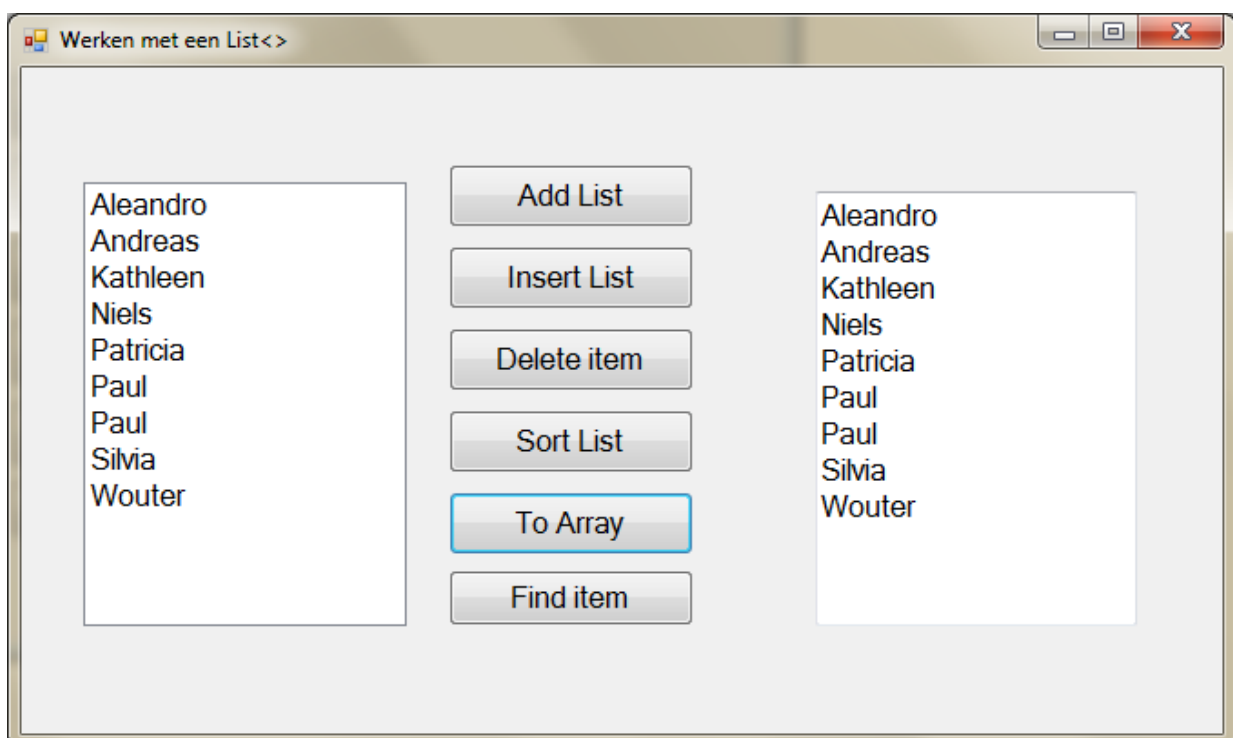 Werken met een List<>
Aleandro
Andreas
Kathleen
Niels
Patricia
Paul
Paul
Silvia
Wouter
Add List
Insert List
Delete item
Sort List
To Array
Find item
Aleandro
Andreas
Kathleen
Niels
Patricia
Paul
Paul
Silvia
Wouter